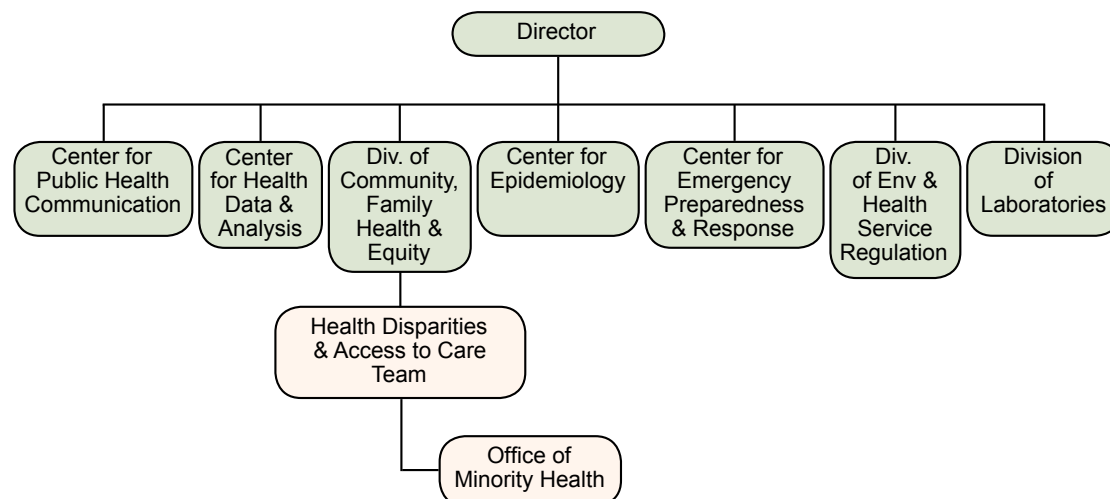 Director
Center for
Public Health
Communication
Center
for Health
Data &
Analysis
Div. of
Community,
Family
Health &
Equity
Center for
Epidemiology
Center for
Emergency
Preparedness
& Response
Div.
of Env &
Health
Service
Regulation
Division
of
Laboratories
Health Disparities
& Access to Care
Team
Office of
Minority Health